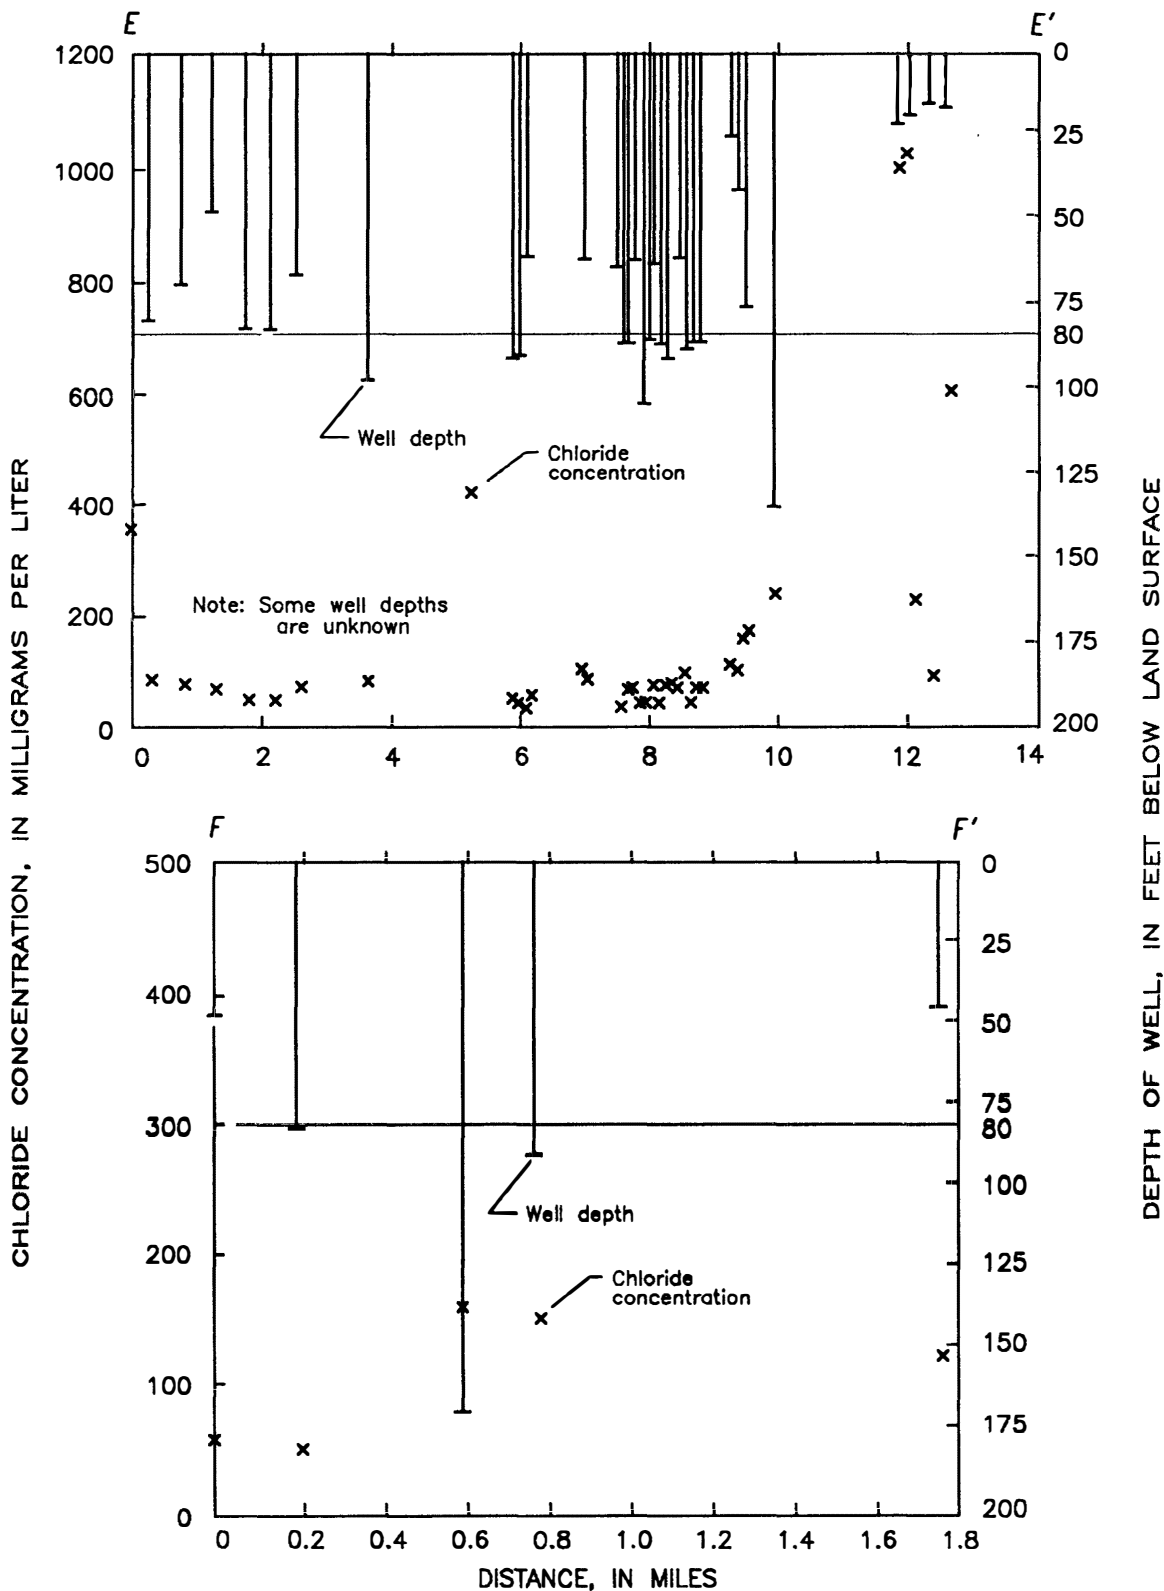 E E'
1200 0
25
1000
50
800
75
80
600 100
Well depth
Chloride
concentration
125
400
150
Note: Some well depths
are unknown
200
175
0 200
0 2 4 6 8 10 12 14
CHLORIDE CONCENTRATION, IN MILLIGRAMS PER LITER
DEPTH OF WELL, IN FEET BELOW LAND SURFACE
F F'
500 0
25
400
50
75
300 80
100
Well depth
200
125
Chloride
concentration
150
100
175
0 200
0 0.2 0.4 0.6 0.8 1.0 1.2 1.4 1.6 1.8
DISTANCE, IN MILES